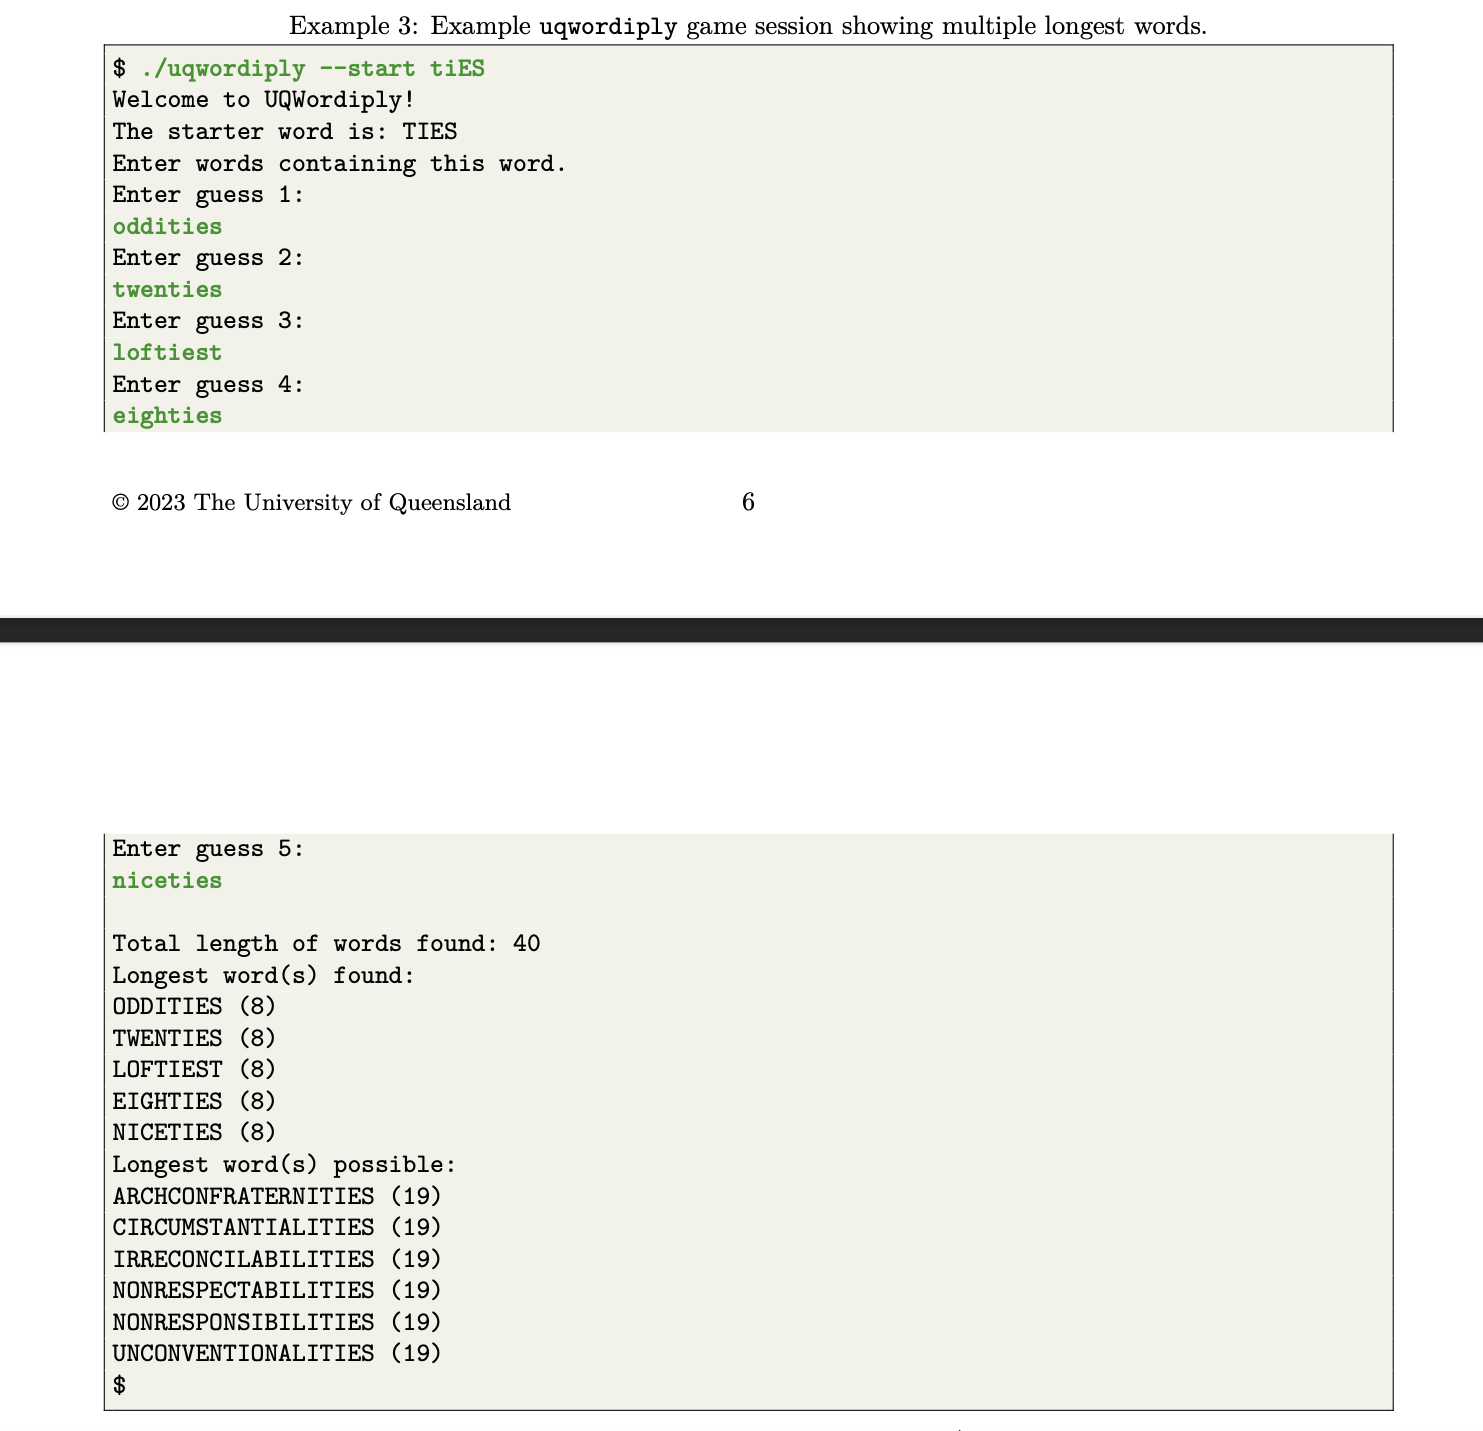 Example 3: Example uqwordiply game session showing multiple longest words.
$ ./uqwordiply --start tiES
Welcome to UQWordiply!
The starter word is: TIES
Enter words containing this word.
Enter guess 1:
oddities
Enter guess 2:
twenties
Enter guess 3:
loftiest
Enter guess 4:
eighties
© 2023 The University of Queensland 6
Enter guess 5:
niceties
Total length of words found: 40
Longest word(s) found:
ODDITIES (8)
TWENTIES (8)
LOFTIEST (8)
EIGHTIES (8)
NICETIES (8)
Longest word(s) possible:
ARCHCONFRATERNITIES (19)
CIRCUMSTANTIALITIES (19)
IRRECONCILABILITIES (19)
NONRESPECTABILITIES (19)
NONRESPONSIBILITIES (19)
UNCONVENTIONALITIES (19)
$